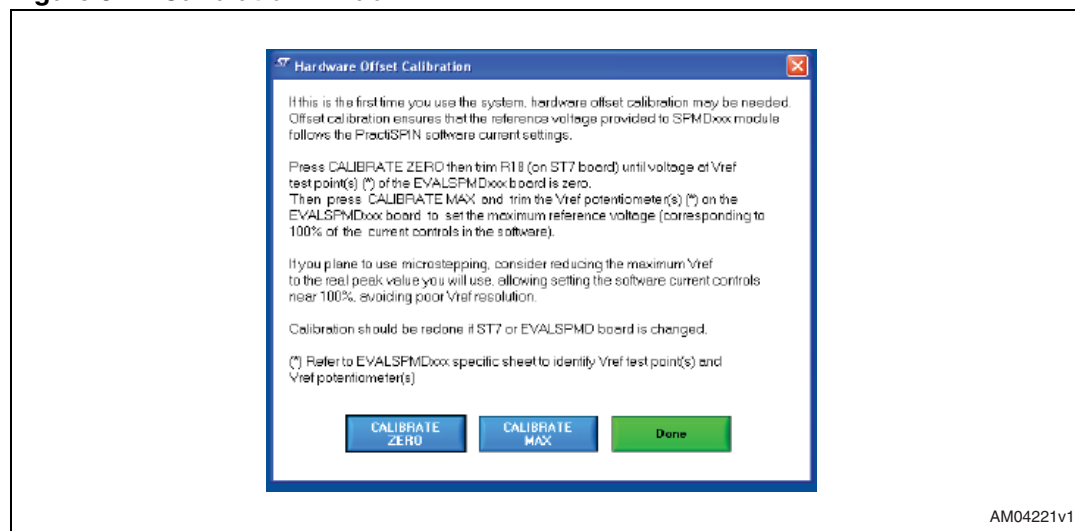 Hardware Offset Calibration
If this is the first time you use the system, hardware offset calibration may be needed.
Offset calibration ensures that the reference voltage provided to SPMDxxx module
follows the PractiSPIN software current settings.
Press CALIBRATE ZERO then trim R18 (on ST7 board) until voltage at Vref
test point(s) (*) of the EVALSPMDxxx board is zero.
Then press CALIBRATE MAX and trim the Vref potentiometer(s) (*) on the
EVALSPMDxxx board to set the maximum reference voltage (corresponding to
100% of the current controls in the software).
If you plane to use microstepping, consider reducing the maximum Vref
to the real peak value you will use, allowing setting the software current controls
near 100%, avoiding poor Vref resolution.
Calibration should be redone if ST7 or EVALSPMD board is changed.
(*) Refer to EVALSPMDxxx specific sheet to identify Vref test point(s) and
Vref potentiometer(s)
CALIBRATE
ZERO
CALIBRATE
MAX
Done
AM04221v1